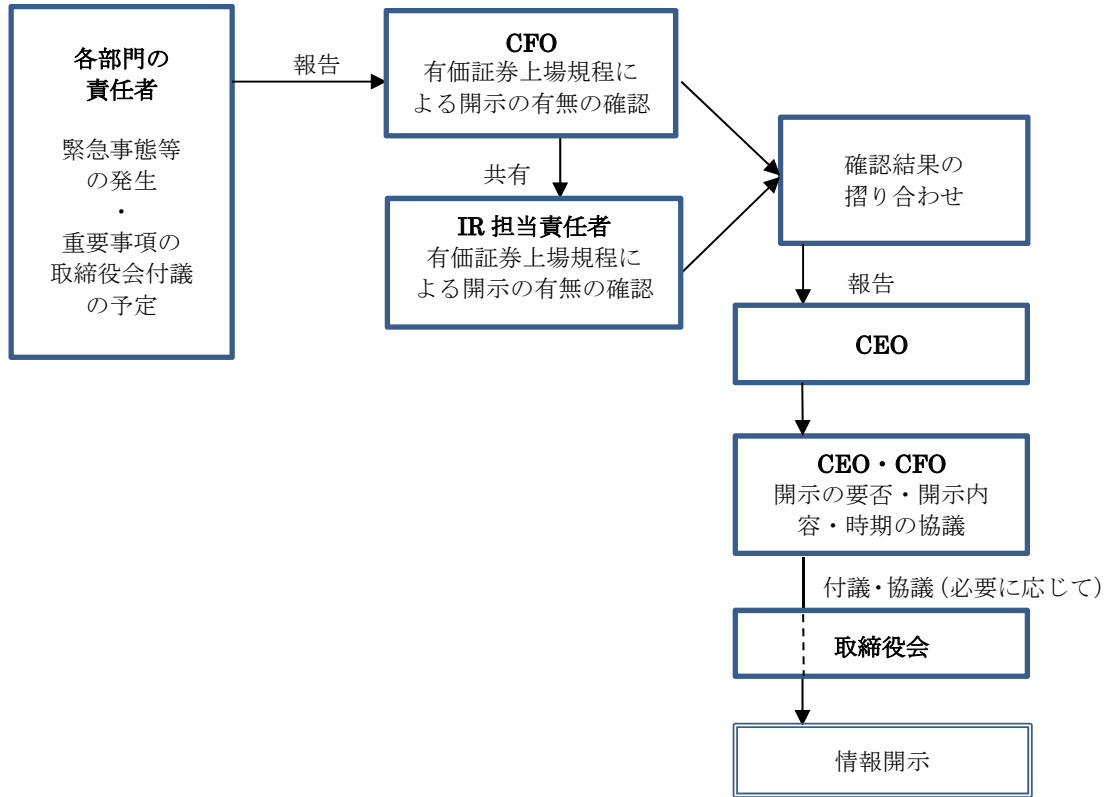 各部門の
責任者
緊急事態等
の発生
・
重要事項の
取締役会付議
の予定
報告
CFO
有価証券上場規程に
よる開示の有無の確認
共有
IR 担当責任者
有価証券上場規程に
よる開示の有無の確認
確認結果の
摺り合わせ
報告
CEO
CEO・CFO
開示の要否・開示内
容・時期の協議
付議・協議（必要に応じて）
取締役会
情報開示